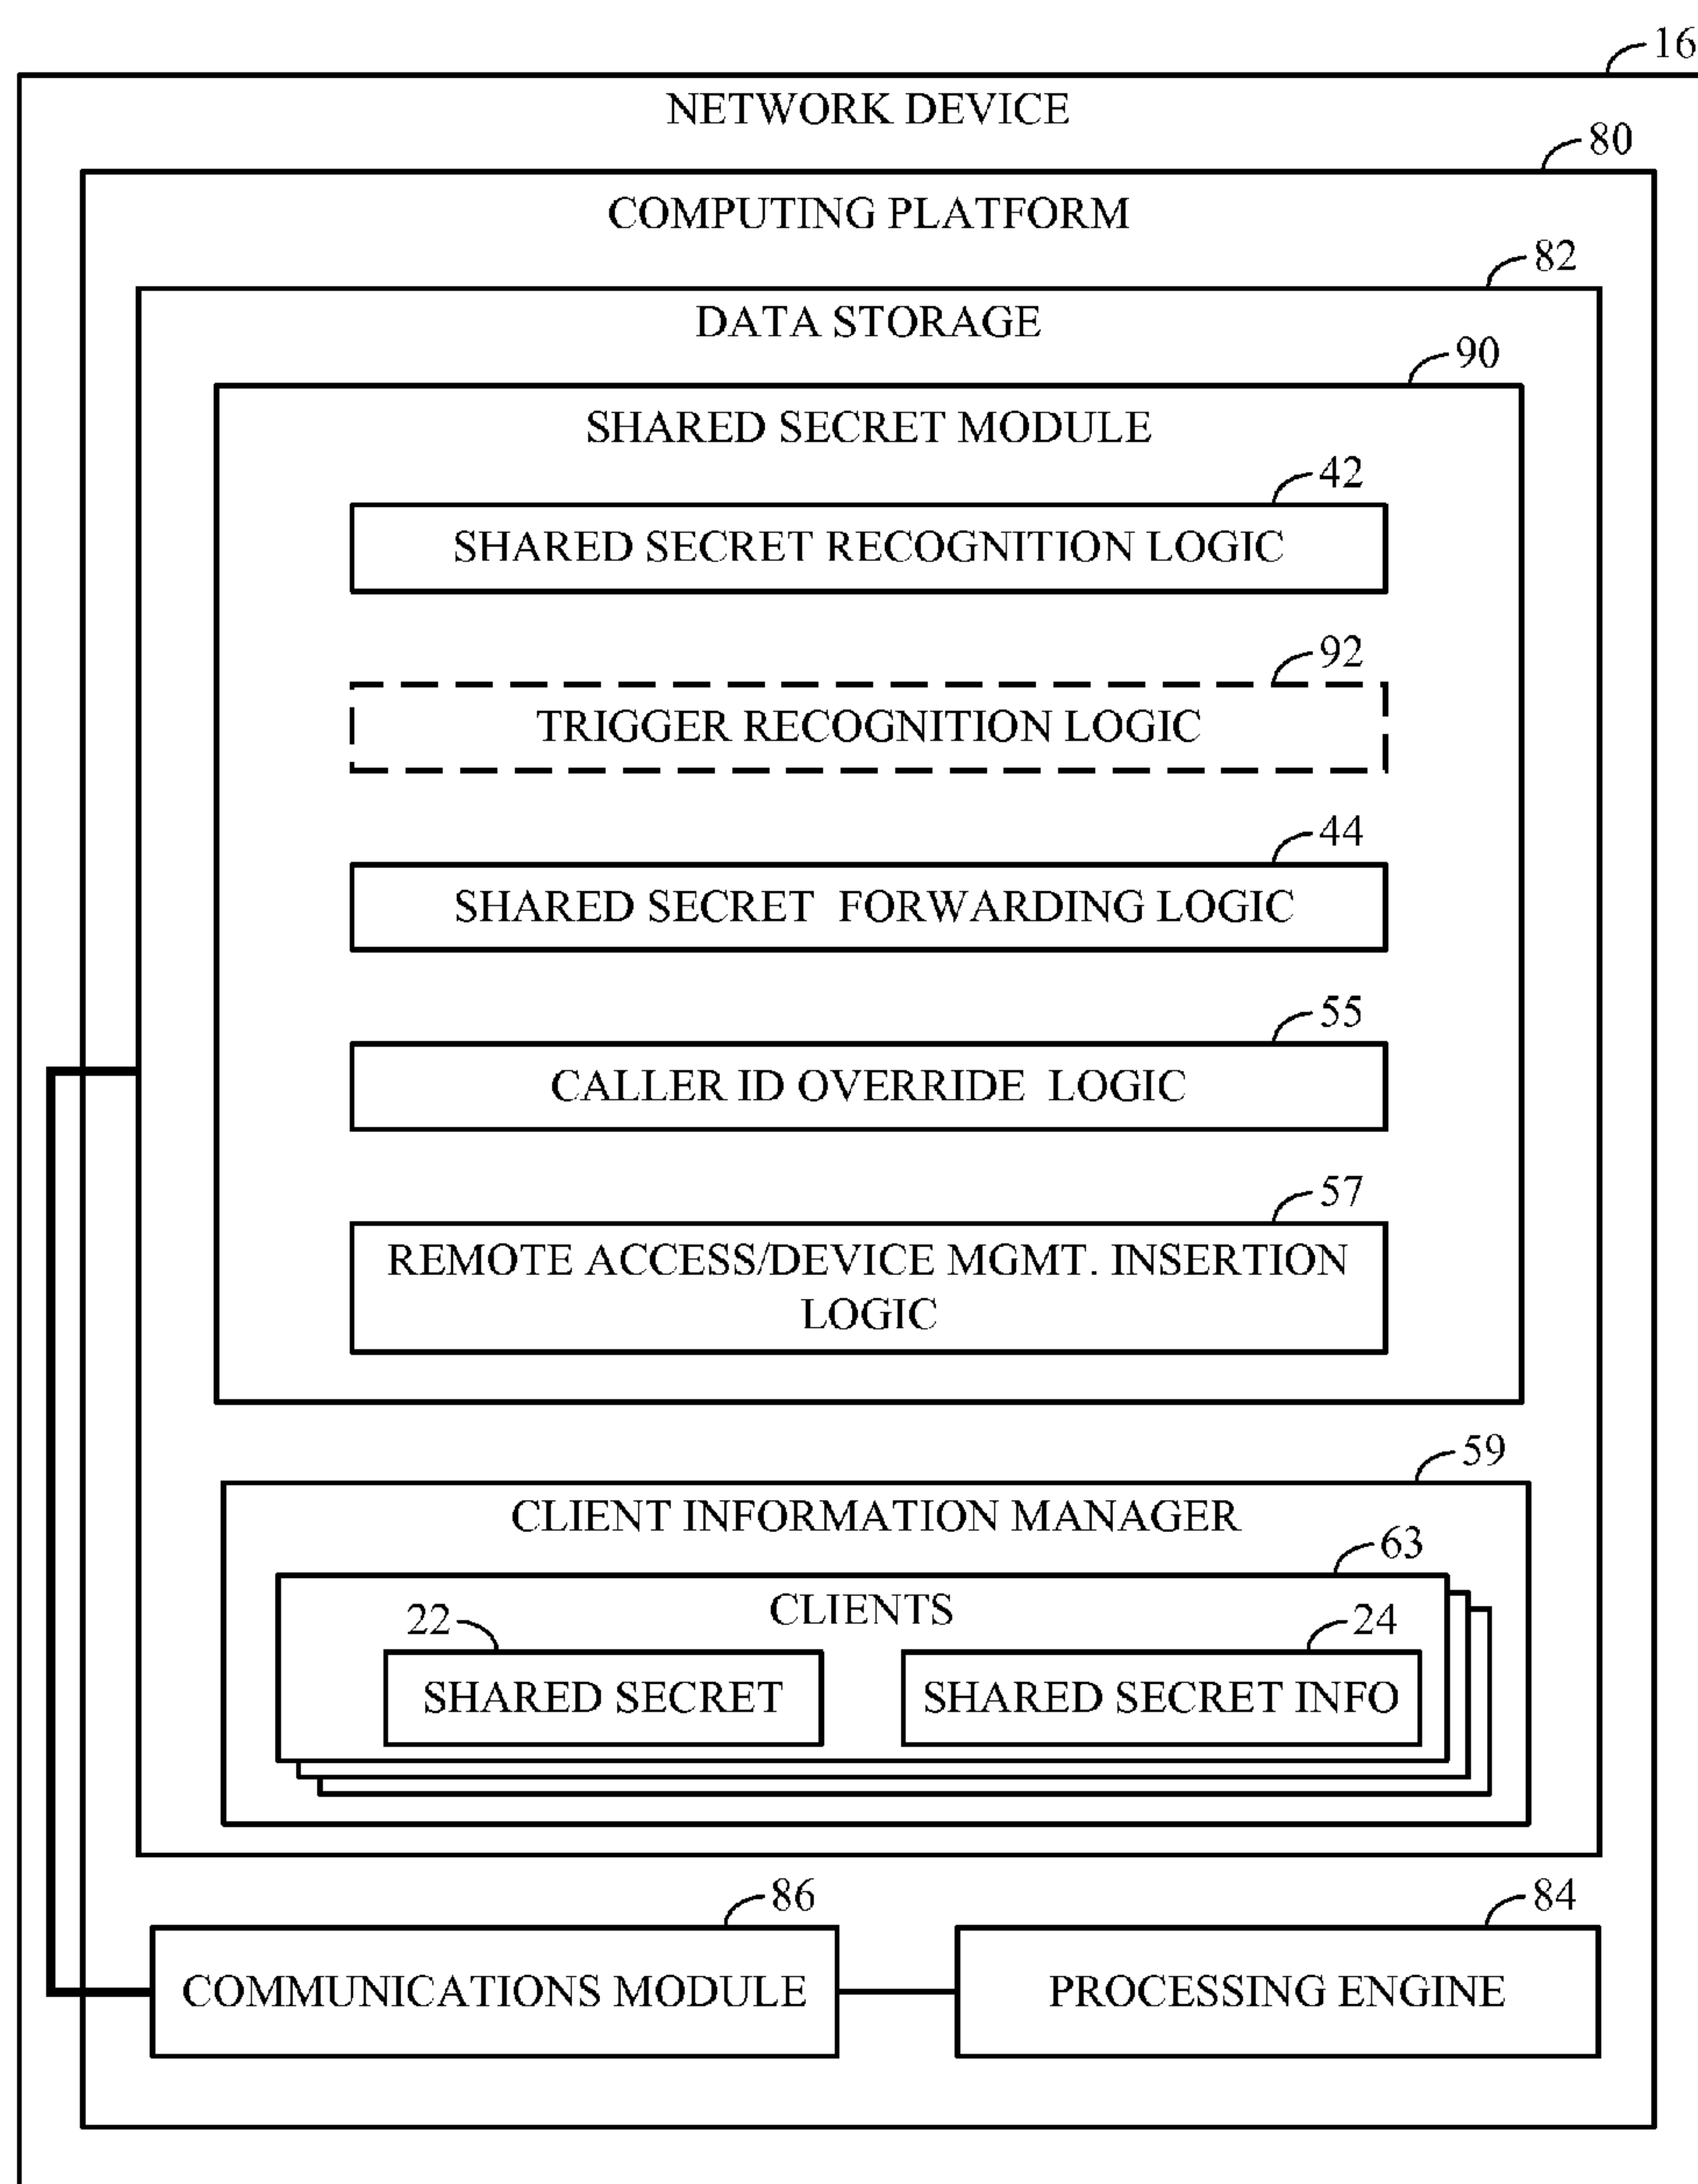 16
NETWORK DEVICE
80
COMPUTING PLATFORM
82
DATA STORAGE
90
SHARED SECRET MODULE
42
SHARED SECRET RECOGNITION LOGIC
92
TRIGGER RECOGNITION LOGIC
44
SHARED SECRET FORWARDING LOGIC
55
CALLER ID OVERRIDE LOGIC
57
REMOTE ACCESS/DEVICE MGMT. INSERTION
LOGIC
59
CLIENT INFORMATION MANAGER
63
CLIENTS
22
24
SHARED SECRET
SHARED SECRET INFO
86
84
COMMUNICATIONS MODULE
PROCESSING ENGINE